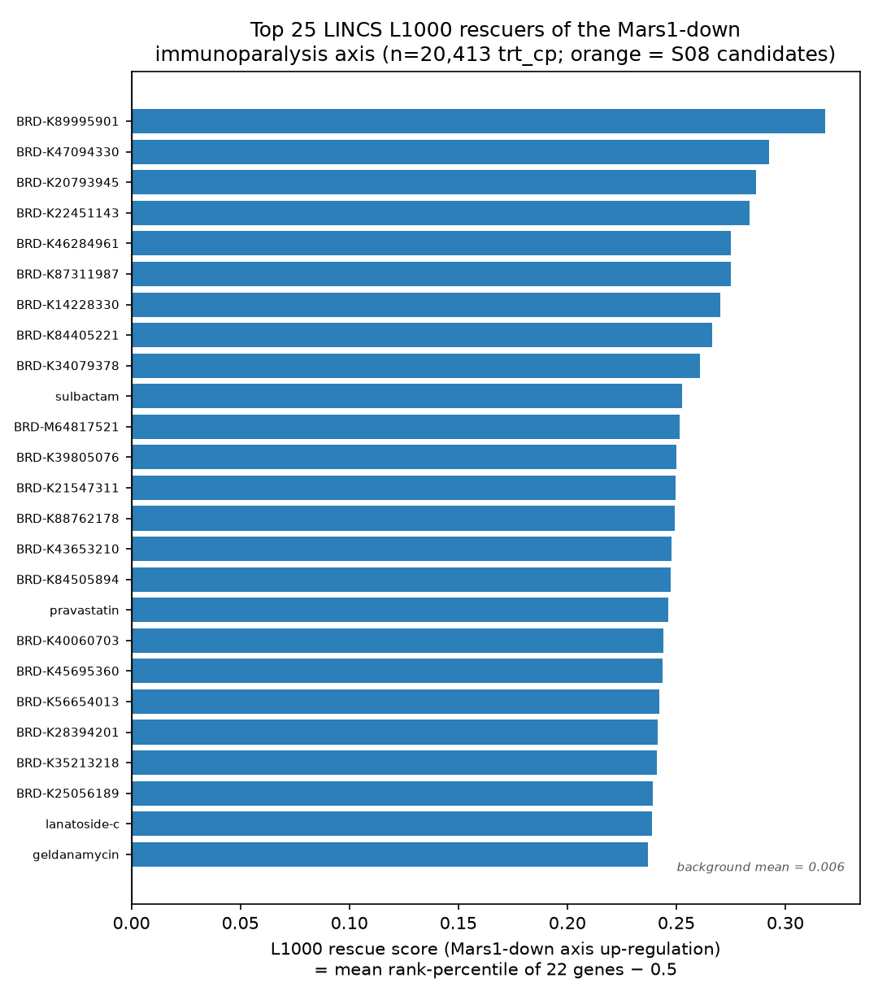 Top 25 LINCS L1000 rescuers of the Mars1-down
immunoparalysis axis (n=20,413 trt_cp; orange = S08 candidates)
BRD-K89995901
BRD-K47094330
BRD-K20793945
BRD-K22451143
BRD-K46284961
BRD-K87311987
BRD-K14228330
BRD-K84405221
BRD-K34079378
sulbactam
BRD-M64817521
BRD-K39805076
BRD-K21547311
BRD-K88762178
BRD-K43653210
BRD-K84505894
pravastatin
BRD-K40060703
BRD-K45695360
BRD-K56654013
BRD-K28394201
BRD-K35213218
BRD-K25056189
lanatoside-c
geldanamycin
background mean = 0.006
0.00 0.05 0.10 0.15 0.20 0.25 0.30
L1000 rescue score (Mars1-down axis up-regulation)
= mean rank-percentile of 22 genes − 0.5